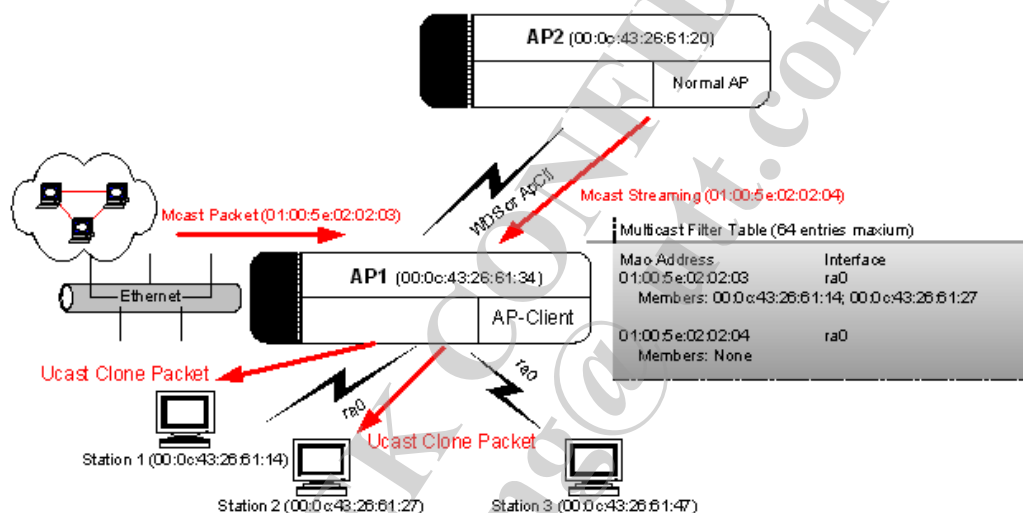 AP2 (00:0c:43:26:61:20)
Normal AP
WDS or ApCli
Mcast Streaming (01:00:5e:02:02:04)
Mcast Packet (01:00:5e:02:02:03)
Multicast Filter Table (64 entries maxium)
Mac Address Interface
01:00:5e:02:02:03 ra0
Members: 00:0c:43:26:61:14; 00:0c:43:26:61:27
01:00:5e:02:02:04 ra0
Members: None
AP1 (00:0c:43:26:61:34)
AP-Client
Ethernet
Ucast Clone Packet
ra0
ra0
Ucast Clone Packet
Station 1 (00:0c:43:26:61:14)
Station 2 (00:0c:43:26:61:27)
Station 3 (00:0c:43:26:61:47)